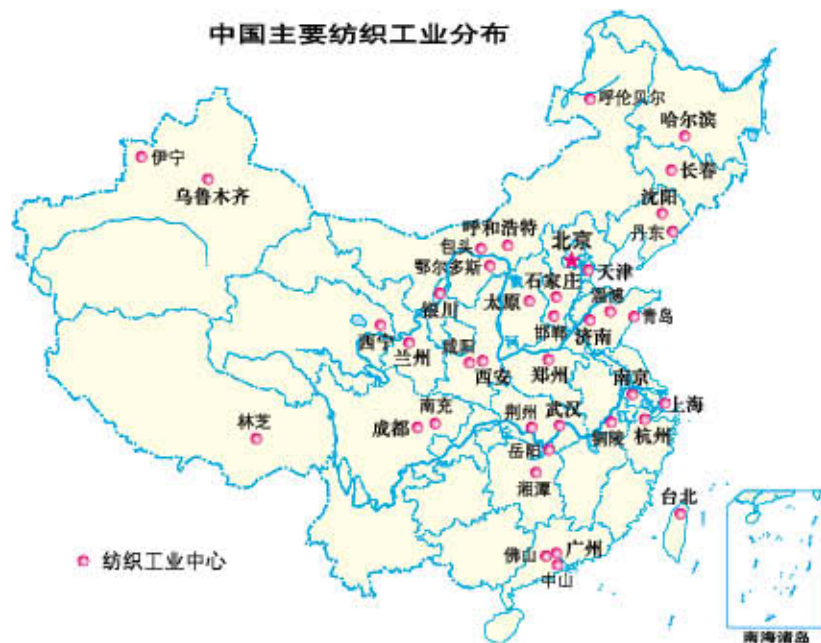 中国主要纺织工业分布
呼伦贝尔
哈尔滨
伊宁
长春
乌鲁木齐
沈阳
呼和浩特
北京
丹东
包头
鄂尔多斯
天津
石家庄
淄博
银川
太原
青岛
邯郸
济南
河
西宁
兰州
咸阳
西安
郑州
南京
上海
林芝
成都
南充
荆州
武汉
铜陵
杭州
岳阳
湘潭
台北
纺织工业中心
佛山
广州
中山
南海诸岛